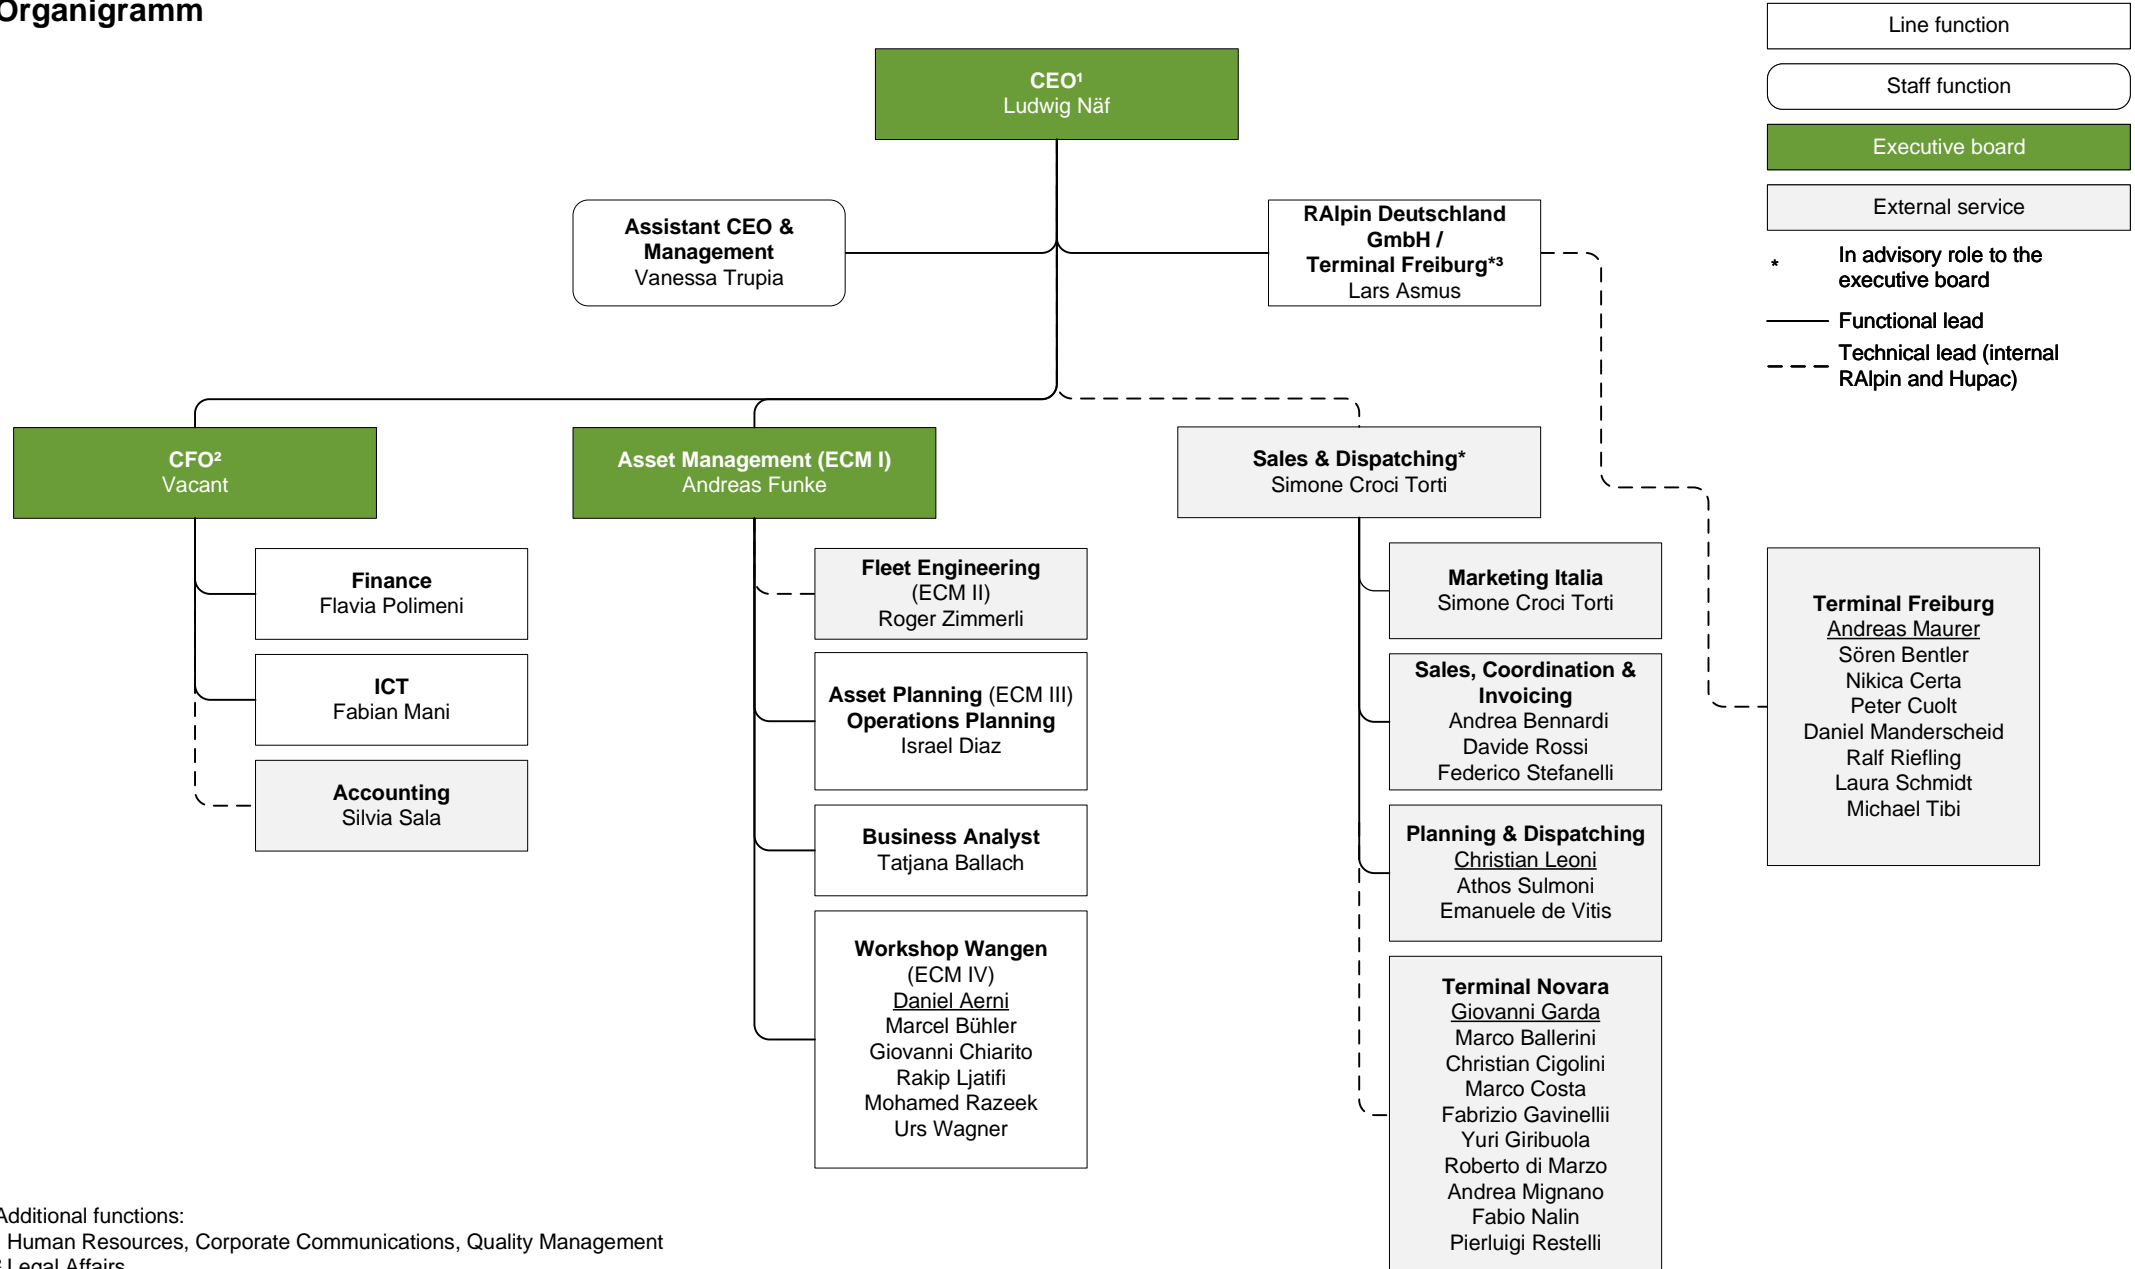 Organigramm
Line function
Staff function
Executive board
External service
* In advisory role to the
executive board
Functional lead
Technical lead (internal
RAlpin and Hupac)
CEO¹
Ludwig Näf
Assistant CEO &
Management
Vanessa Trupia
RAlpin Deutschland
GmbH /
Terminal Freiburg*³
Lars Asmus
CFO²
Vacant
Asset Management (ECM I)
Andreas Funke
Sales & Dispatching*
Simone Croci Torti
Finance
Flavia Polimeni
ICT
Fabian Mani
Accounting
Silvia Sala
Fleet Engineering
(ECM II)
Roger Zimmerli
Asset Planning (ECM III)
Operations Planning
Israel Diaz
Business Analyst
Tatjana Ballach
Workshop Wangen
(ECM IV)
Daniel Aerni
Marcel Bühler
Giovanni Chiarito
Rakip Ljatifi
Mohamed Razeek
Urs Wagner
Marketing Italia
Simone Croci Torti
Sales, Coordination &
Invoicing
Andrea Bennardi
Davide Rossi
Federico Stefanelli
Planning & Dispatching
Christian Leoni
Athos Sulmoni
Emanuele de Vitis
Terminal Novara
Giovanni Garda
Marco Ballerini
Christian Cigolini
Marco Costa
Fabrizio Gavinellii
Yuri Giribuola
Roberto di Marzo
Andrea Mignano
Fabio Nalin
Pierluigi Restelli
Terminal Freiburg
Andreas Maurer
Sören Bentler
Nikica Certa
Peter Cuolt
Daniel Manderscheid
Ralf Riefling
Laura Schmidt
Michael Tibi
Additional functions:
Human Resources, Corporate Communications, Quality Management
² Legal Affairs